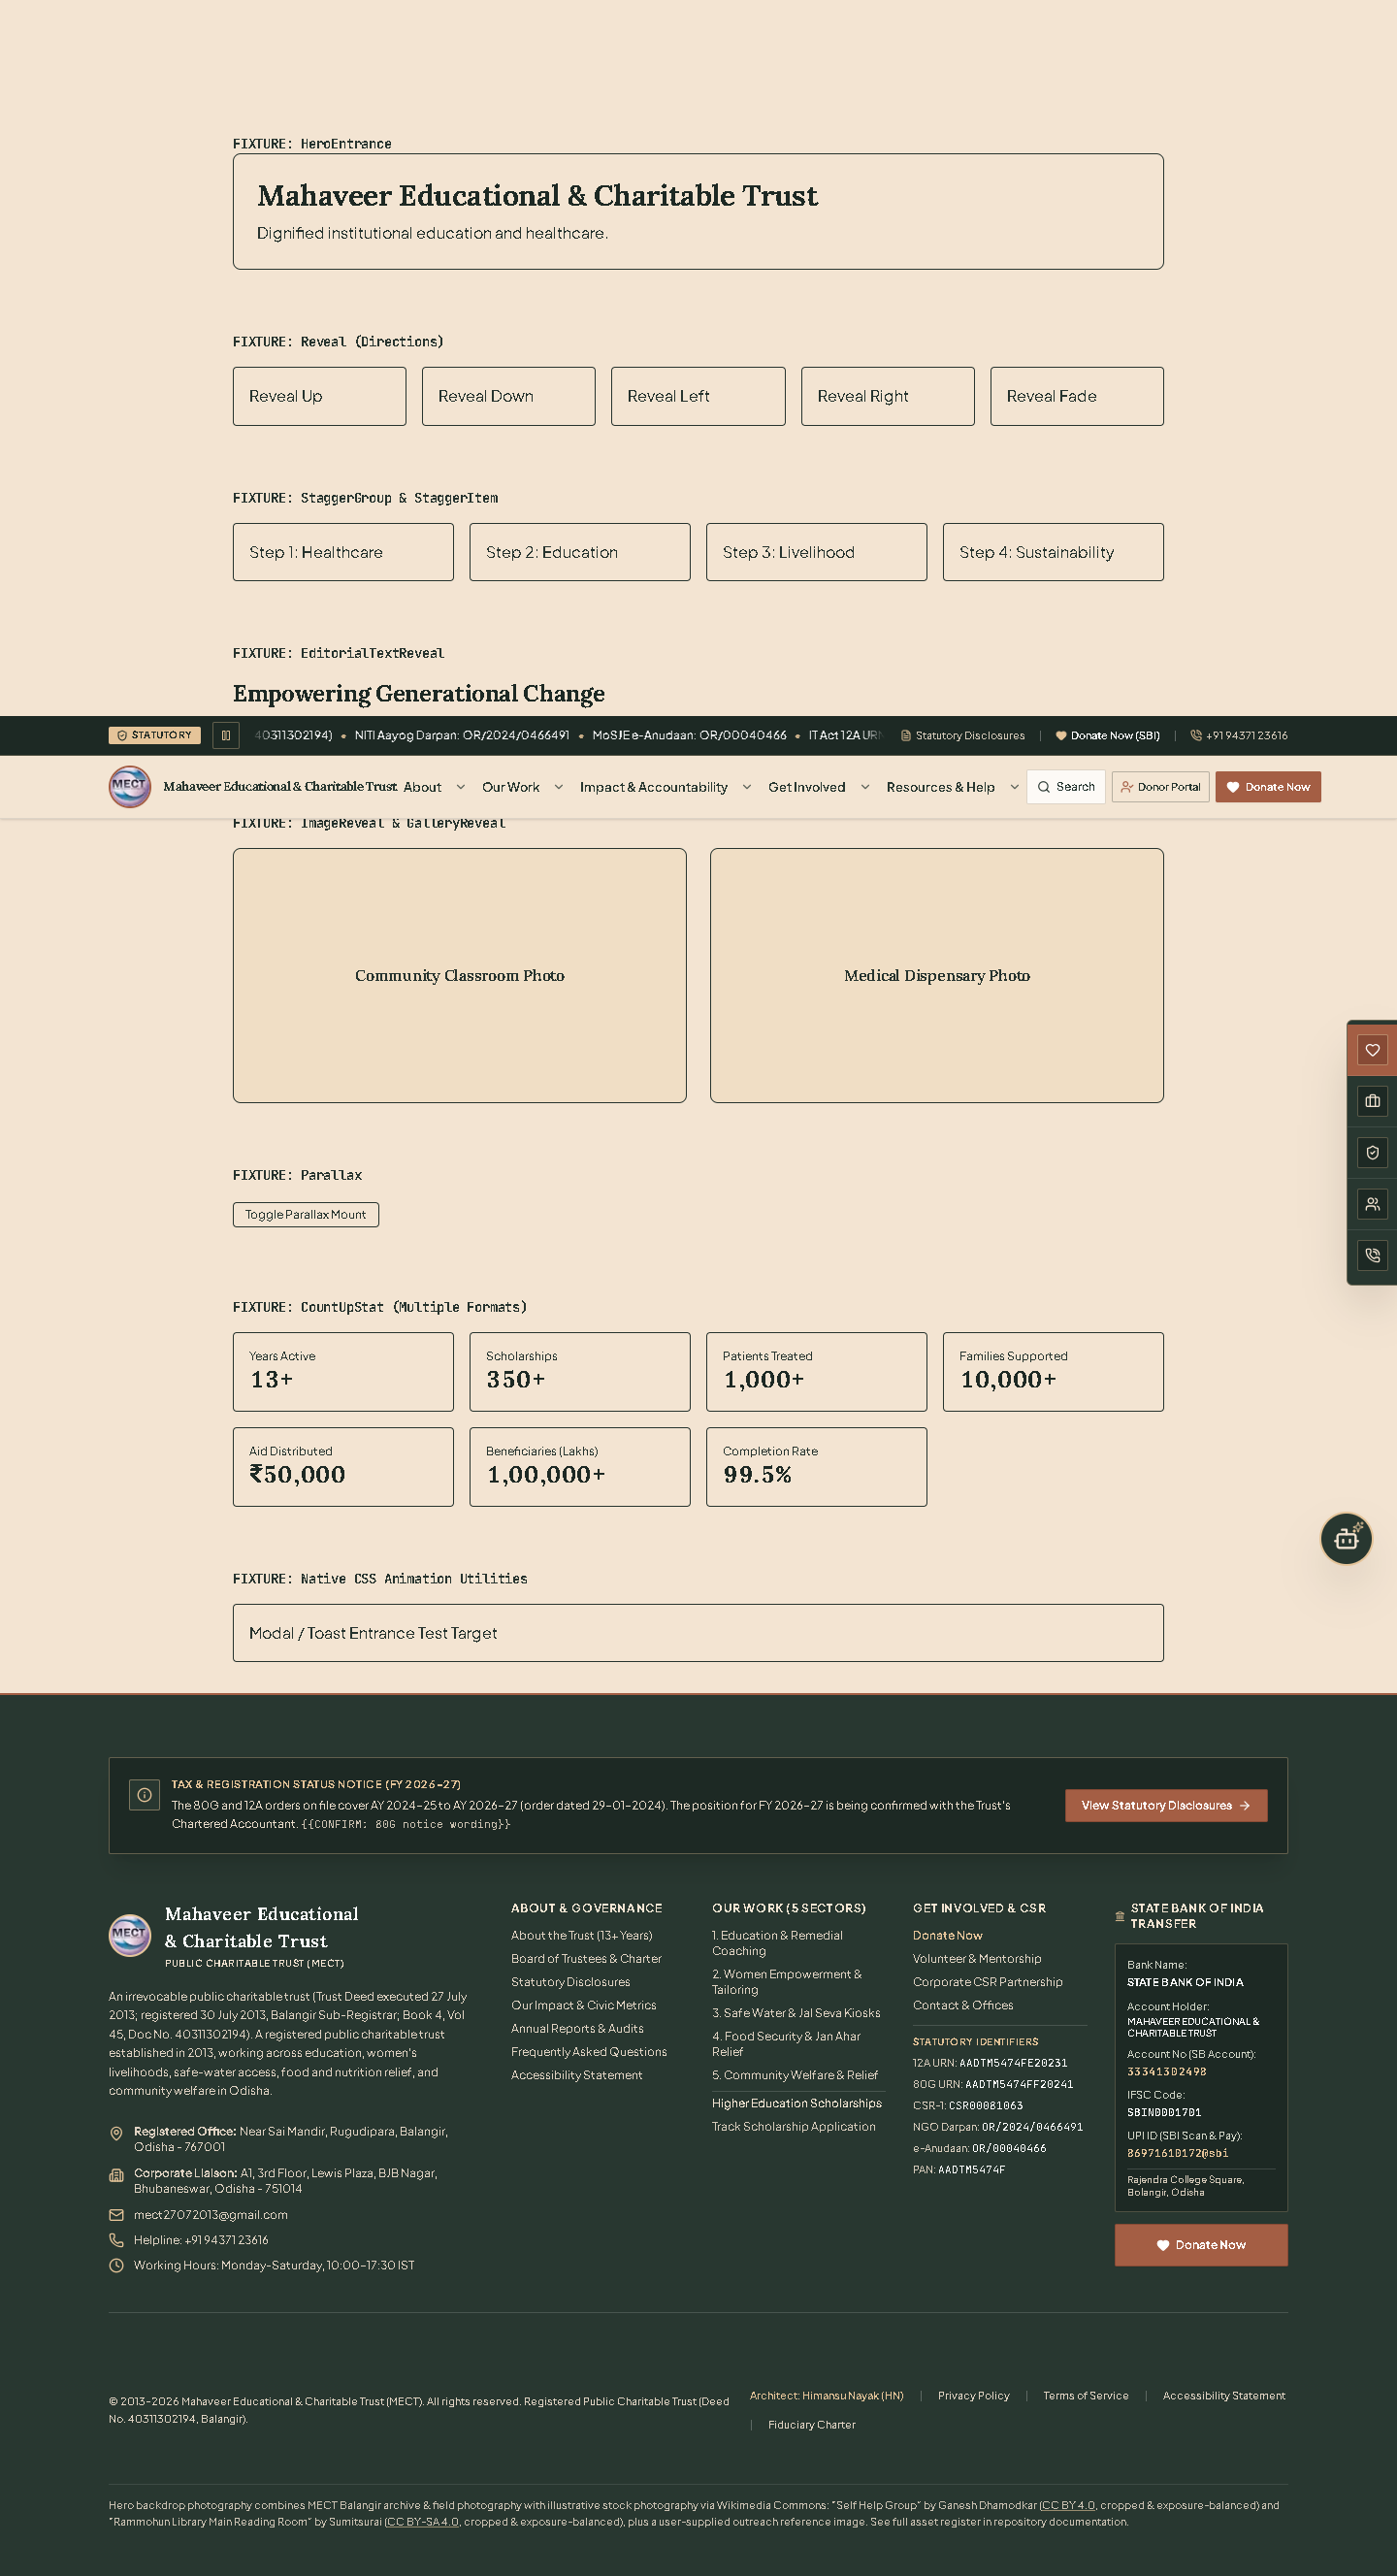 FIXTURE: HeroEntrance
Mahaveer Educational & Charitable Trust
Dignified institutional education and healthcare.
FIXTURE: Reveal (Directions)
Reveal Up
Reveal Down
Reveal Left
Reveal Right
Reveal Fade
FIXTURE: StaggerGroup & StaggerItem
Step 1: Healthcare
Step 2: Education
Step 3: Livelihood
Step 4: Sustainability
FIXTURE: EditorialTextReveal
Empowering Generational Change
STATUTORY
40311302194) • NITI Aayog Darpan: OR/2024/0466491 • MoSJE e-Anudaan: OR/00040466 • IT Act 12A URN
Statutory Disclosures
Donate Now (SBI)
+91 94371 23616
MECT
Mahaveer Educational & Charitable Trust
About
Our Work
Impact & Accountability
Get Involved
Resources & Help
Search
Donor Portal
Donate Now
FIXTURE: ImageReveal & GalleryReveal
Community Classroom Photo
Medical Dispensary Photo
FIXTURE: Parallax
Toggle Parallax Mount
FIXTURE: CountUpStat (Multiple Formats)
Years Active
13+
Scholarships
350+
Patients Treated
1,000+
Families Supported
10,000+
Aid Distributed
₹50,000
Beneficiaries (Lakhs)
1,00,000+
Completion Rate
99.5%
FIXTURE: Native CSS Animation Utilities
Modal / Toast Entrance Test Target
TAX & REGISTRATION STATUS NOTICE (FY 2026–27)
The 80G and 12A orders on file cover AY 2024–25 to AY 2026–27 (order dated 29-01-2024). The position for FY 2026–27 is being confirmed with the Trust's
Chartered Accountant. {{CONFIRM: 80G notice wording}}
View Statutory Disclosures
MECT
Mahaveer Educational
& Charitable Trust
PUBLIC CHARITABLE TRUST (MECT)
An irrevocable public charitable trust (Trust Deed executed 27 July
2013; registered 30 July 2013, Balangir Sub-Registrar; Book 4, Vol
45, Doc No. 40311302194). A registered public charitable trust
established in 2013, working across education, women's
livelihoods, safe-water access, food and nutrition relief, and
community welfare in Odisha.
Registered Office: Near Sai Mandir, Rugudipara, Balangir,
Odisha - 767001
Corporate Liaison: A1, 3rd Floor, Lewis Plaza, BJB Nagar,
Bhubaneswar, Odisha - 751014
mect27072013@gmail.com
Helpline: +91 94371 23616
Working Hours: Monday–Saturday, 10:00–17:30 IST
ABOUT & GOVERNANCE
About the Trust (13+ Years)
Board of Trustees & Charter
Statutory Disclosures
Our Impact & Civic Metrics
Annual Reports & Audits
Frequently Asked Questions
Accessibility Statement
OUR WORK (5 SECTORS)
1. Education & Remedial
Coaching
2. Women Empowerment &
Tailoring
3. Safe Water & Jal Seva Kiosks
4. Food Security & Jan Ahar
Relief
5. Community Welfare & Relief
Higher Education Scholarships
Track Scholarship Application
GET INVOLVED & CSR
Donate Now
Volunteer & Mentorship
Corporate CSR Partnership
Contact & Offices
STATUTORY IDENTIFIERS
12A URN: AADTM5474FE20231
80G URN: AADTM5474FF20241
CSR-1: CSR00081063
NGO Darpan: OR/2024/0466491
e-Anudaan: OR/00040466
PAN: AADTM5474F
STATE BANK OF INDIA
TRANSFER
Bank Name:
STATE BANK OF INDIA
Account Holder:
MAHAVEER EDUCATIONAL &
CHARITABLE TRUST
Account No (SB Account):
33341302498
IFSC Code:
SBIN0001701
UPI ID (SBI Scan & Pay):
86971610172@sbi
Rajendra College Square,
Bolangir, Odisha
Donate Now
© 2013–2026 Mahaveer Educational & Charitable Trust (MECT). All rights reserved. Registered Public Charitable Trust (Deed
No. 40311302194, Balangir).
Architect: Himansu Nayak (HN) | Privacy Policy | Terms of Service | Accessibility Statement
| Fiduciary Charter
Hero backdrop photography combines MECT Balangir archive & field photography with illustrative stock photography via Wikimedia Commons: "Self Help Group" by Ganesh Dhamodkar (CC BY 4.0, cropped & exposure-balanced) and
"Rammohun Library Main Reading Room" by Sumitsurai (CC BY-SA 4.0, cropped & exposure-balanced), plus a user-supplied outreach reference image. See full asset register in repository documentation.